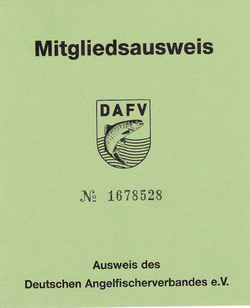 Mitgliedsausweis
DAFV
№ 1678528
Ausweis des
Deutschen Angelfischerverbandes e.V.